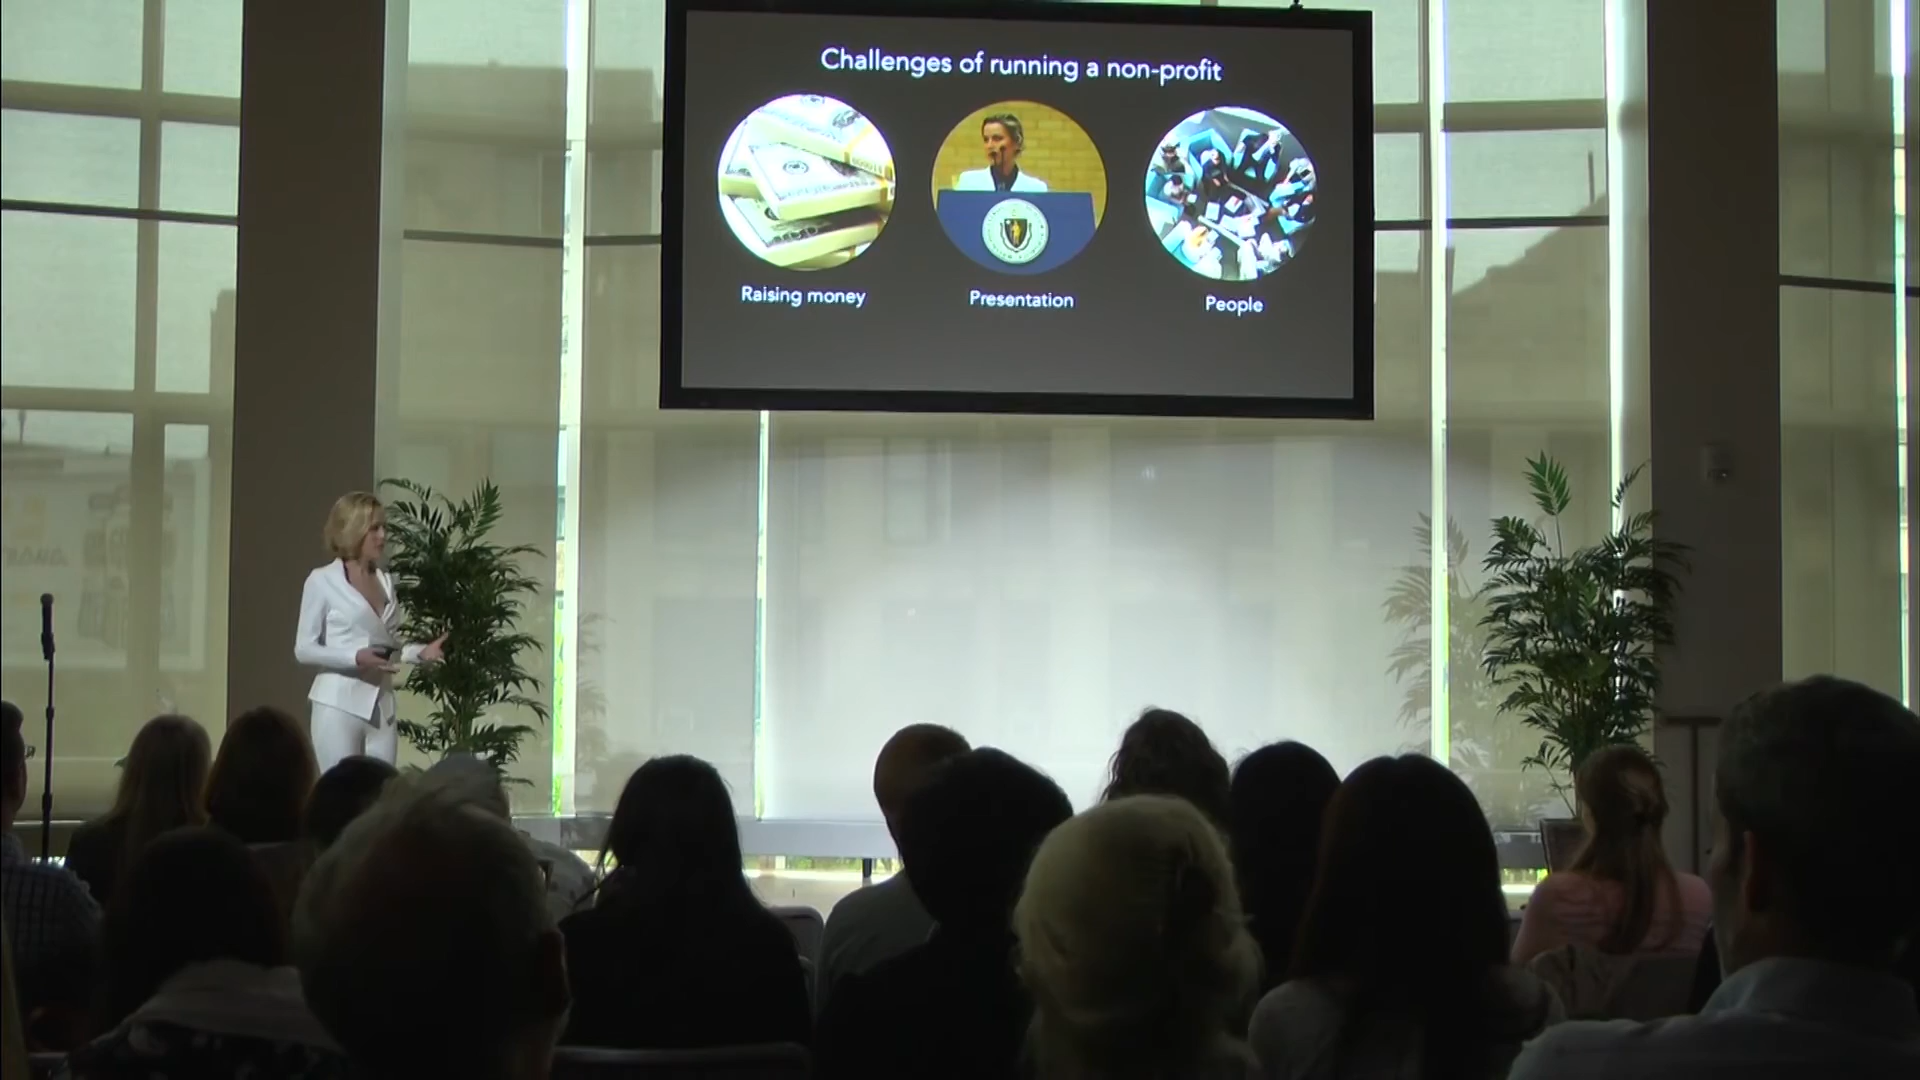 Challenges of running a non-profit
Raising money
Presentation
People